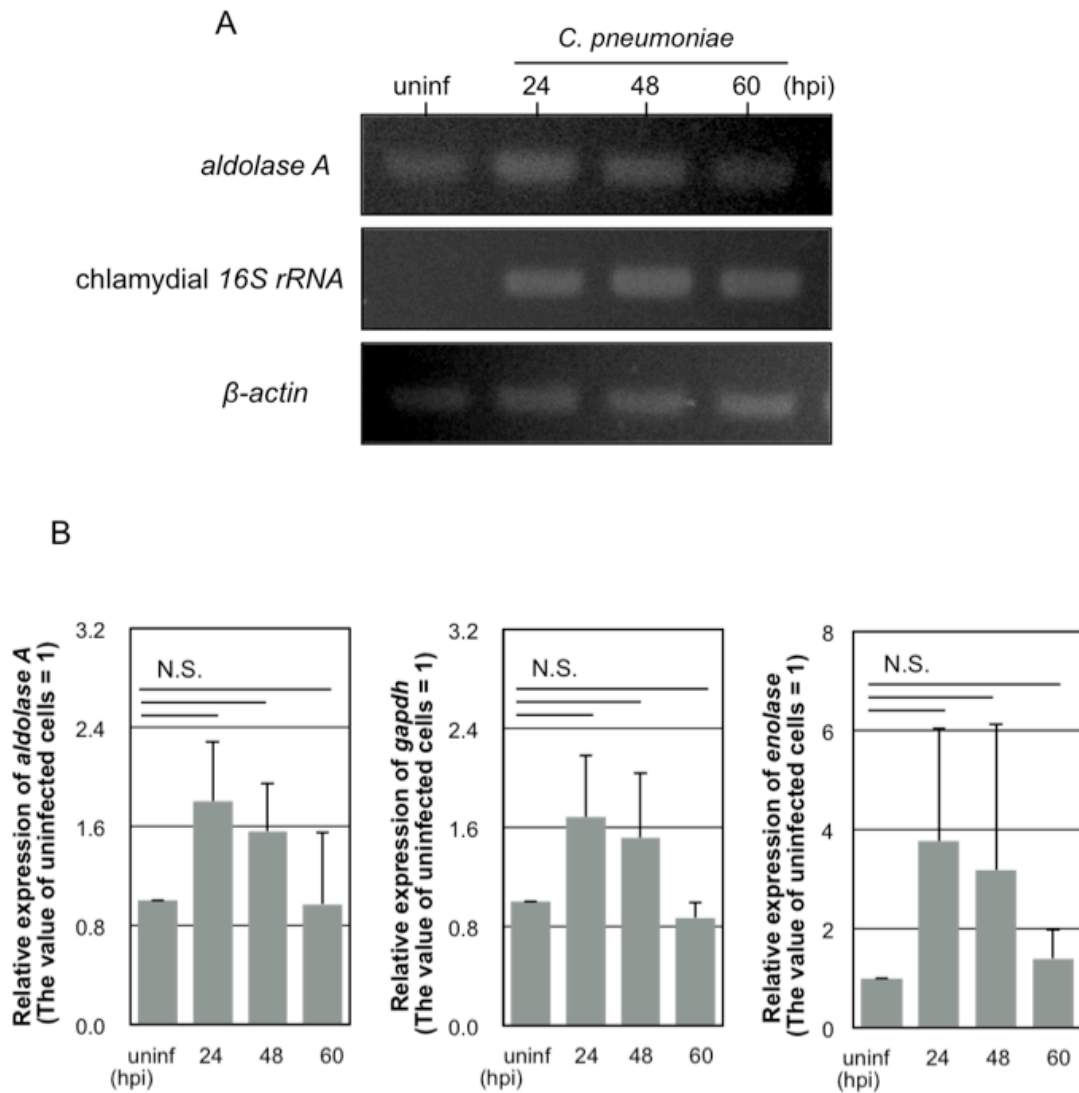 A
C. pneumoniae
uninf 24 48 60 (hpi)
aldolase A
chlamydial 16S rRNA
β-actin
B
Relative expression of aldolase A
(The value of uninfected cells = 1)
3.2
2.4
1.6
0.8
0.0
N.S.
uninf 24 48 60
(hpi)
Relative expression of gapdh
(The value of uninfected cells = 1)
3.2
2.4
1.6
0.8
0.0
N.S.
uninf 24 48 60
(hpi)
Relative expression of enolase
(The value of uninfected cells = 1)
8
6
4
2
0
N.S.
uninf 24 48 60
(hpi)